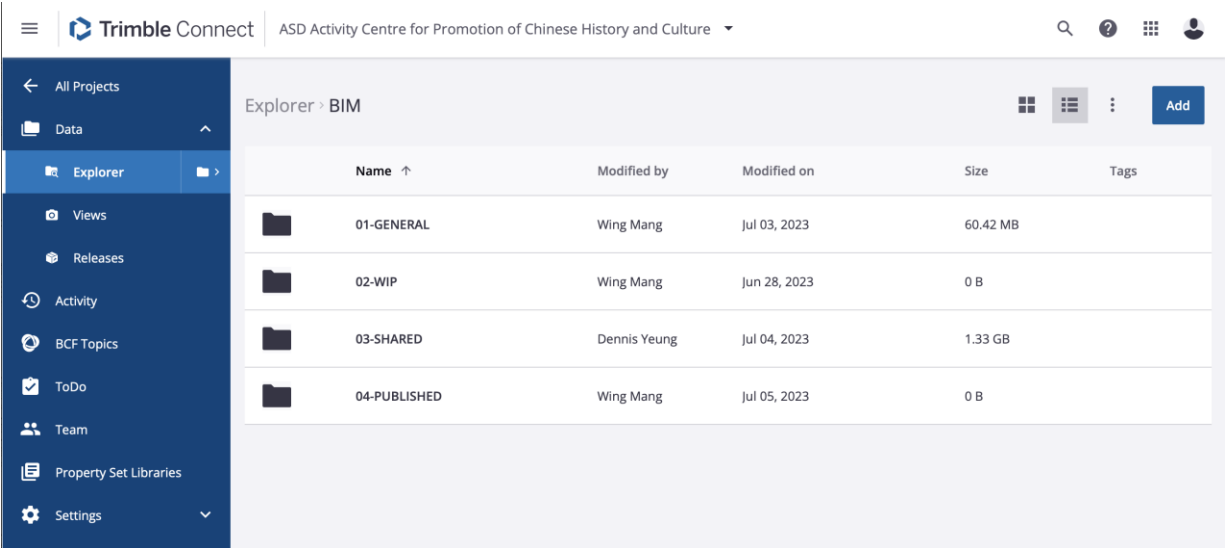 Trimble Connect ASD Activity Centre for Promotion of Chinese History and Culture
All Projects
Data
Explorer
Views
Releases
Activity
BCF Topics
ToDo
Team
Property Set Libraries
Settings
Explorer > BIM
Add
Name ↑ Modified by Modified on Size Tags
01-GENERAL Wing Mang Jul 03, 2023 60.42 MB
02-WIP Wing Mang Jun 28, 2023 0 B
03-SHARED Dennis Yeung Jul 04, 2023 1.33 GB
04-PUBLISHED Wing Mang Jul 05, 2023 0 B